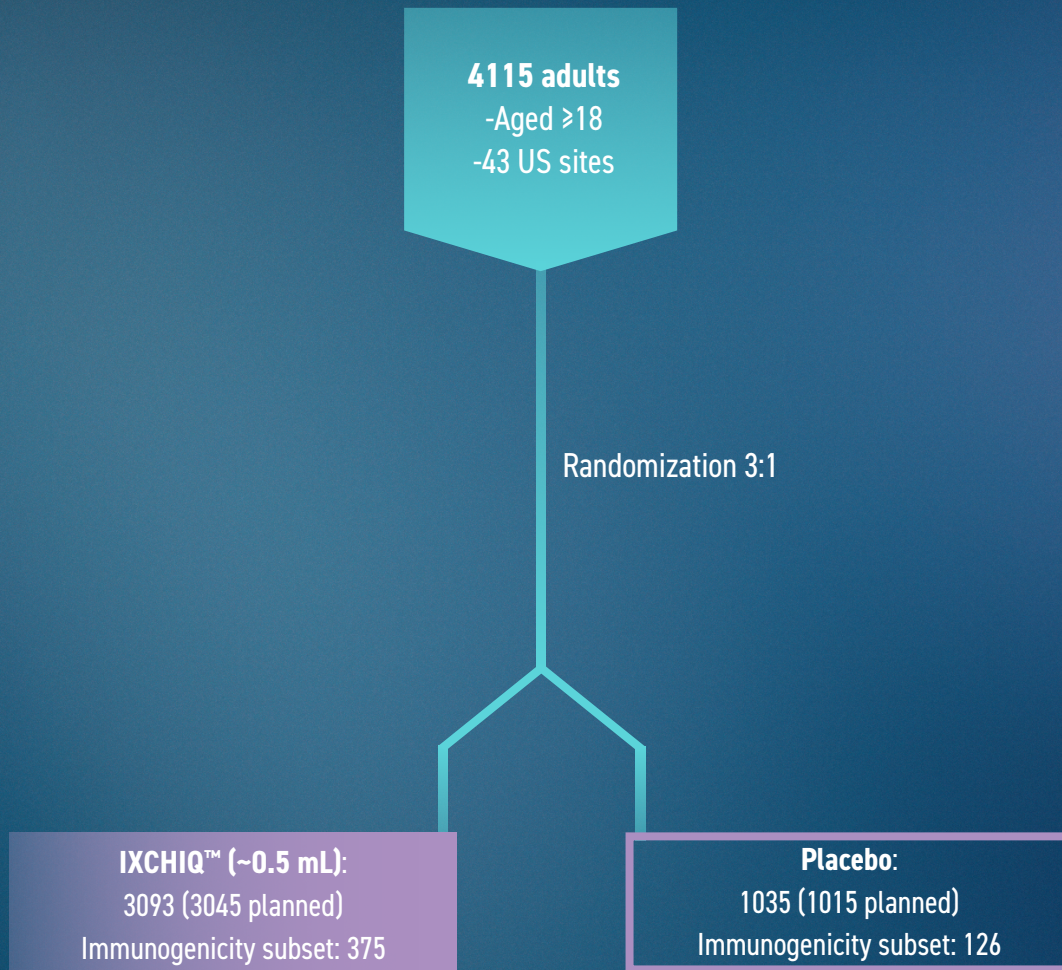 4115 adults
-Aged ≥18
-43 US sites
Randomization 3:1
IXCHIQ™ (~0.5 mL):
3093 (3045 planned)
Immunogenicity subset: 375
Placebo:
1035 (1015 planned)
Immunogenicity subset: 126